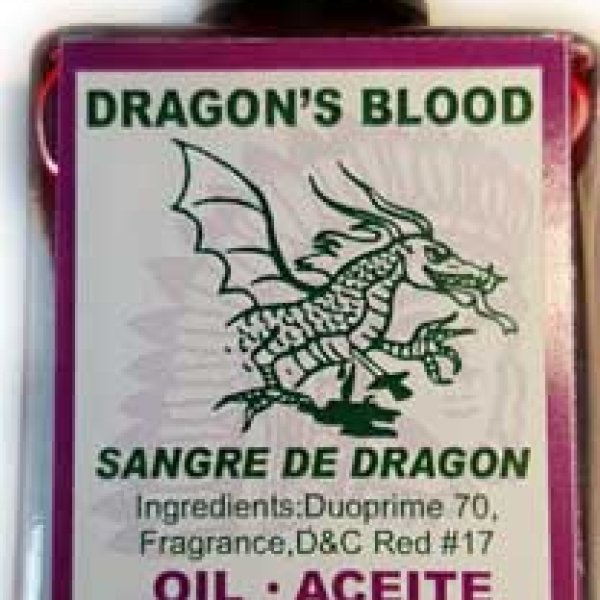 DRAGON'S BLOOD
SANGRE DE DRAGON
Ingredients:Duoprime 70,
Fragrance,D&C Red #17
OIL · ACEITE